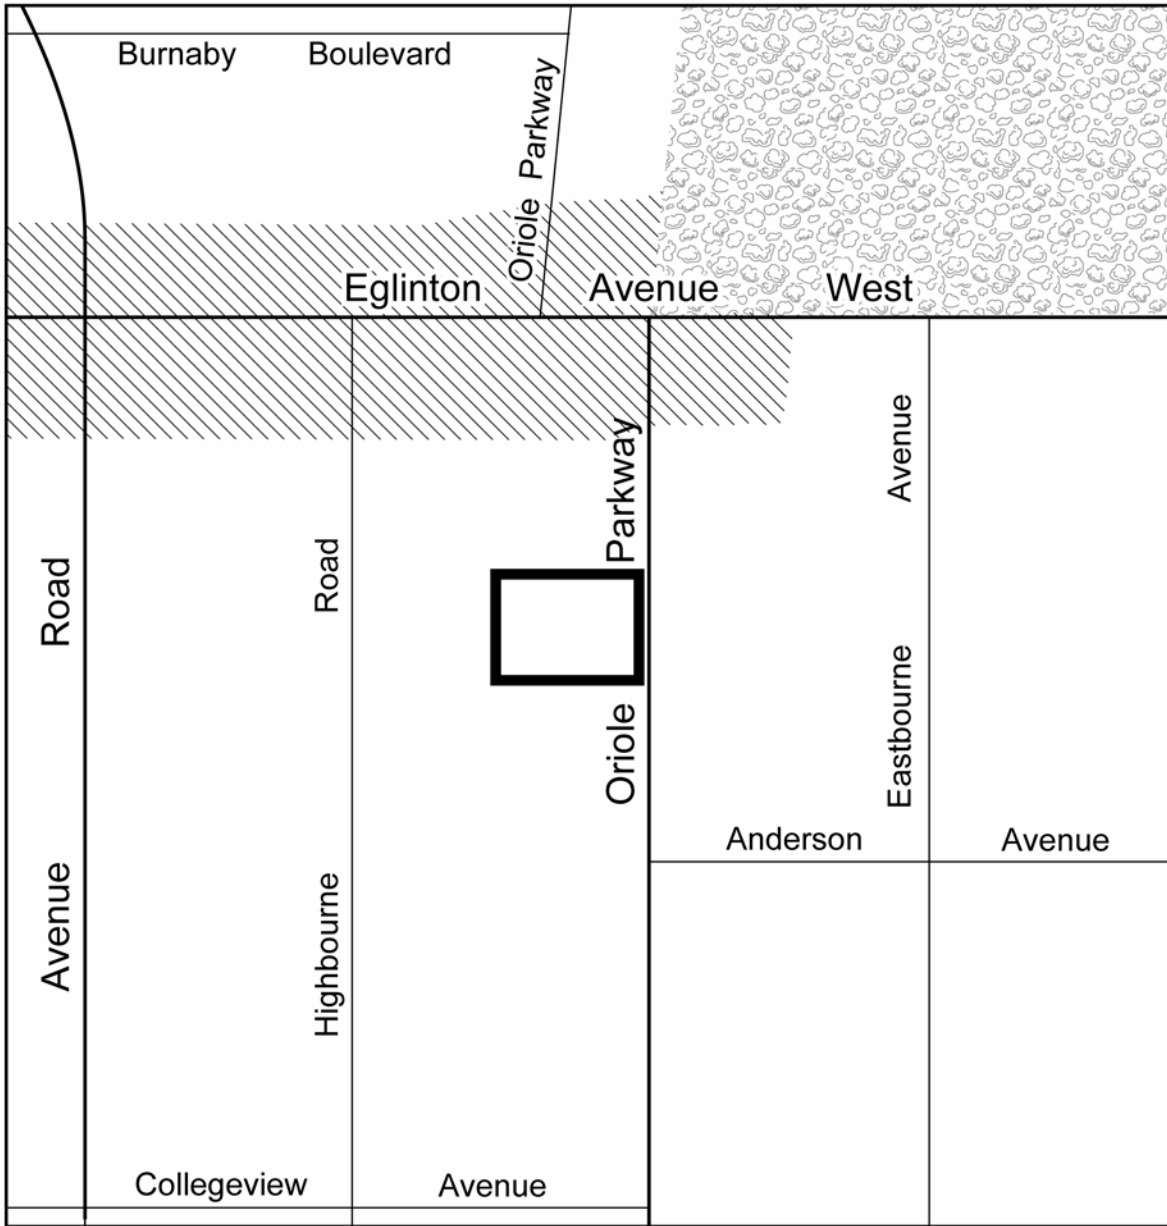 Burnaby Boulevard
Oriole Parkway
Eglinton Avenue West
Avenue Road
Highbourne Road
Oriole Parkway
Eastbourne Avenue
Anderson Avenue
Collegeview Avenue